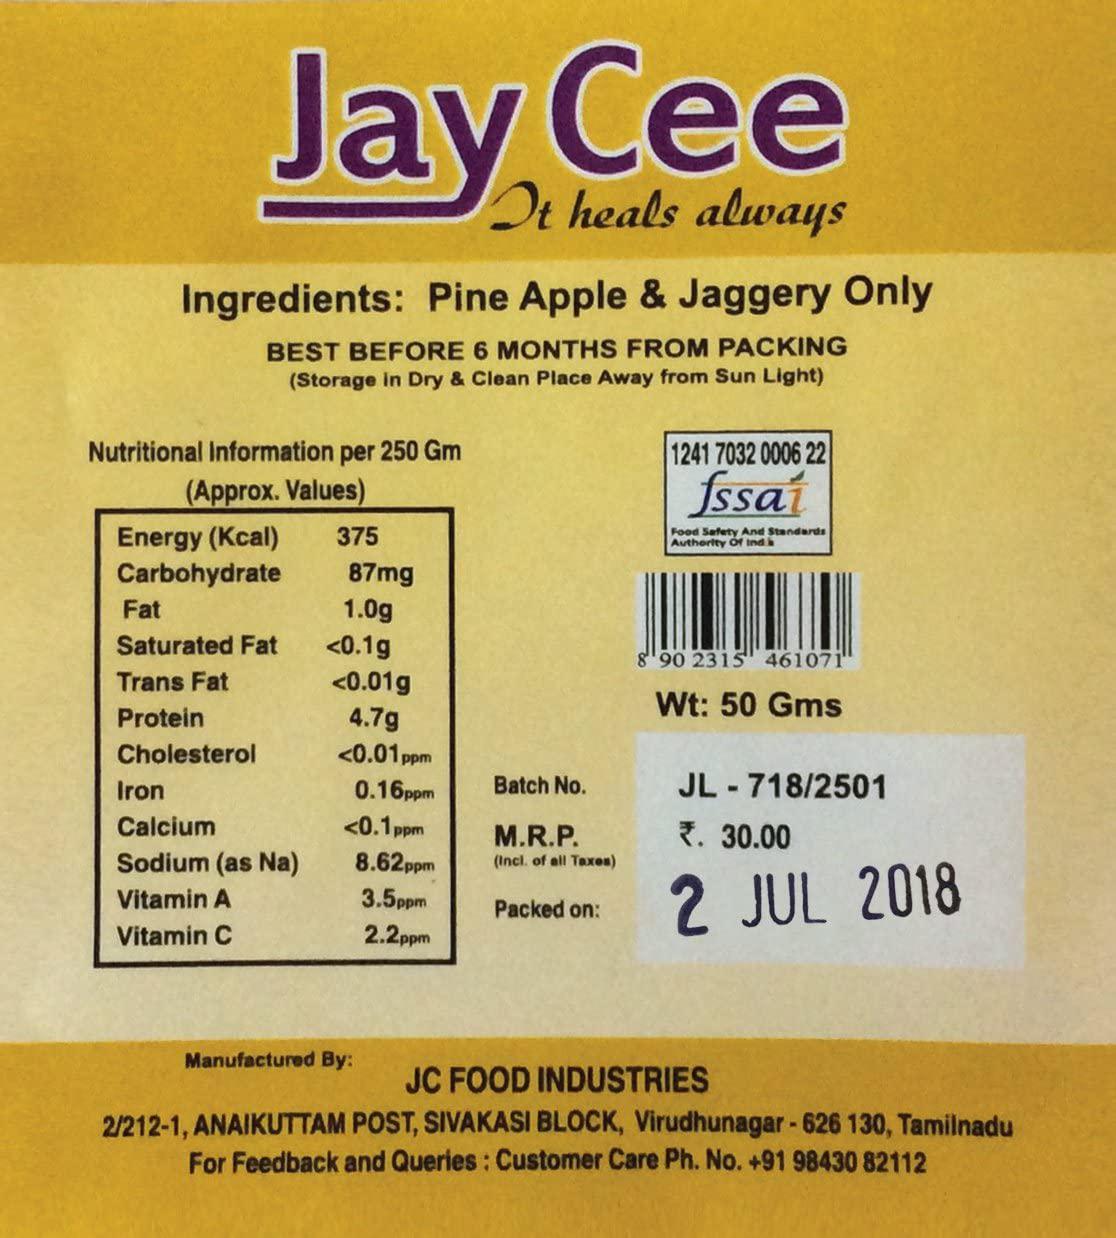 Jay Cee
It heals always
Ingredients: Pine Apple & Jaggery Only
BEST BEFORE 6 MONTHS FROM PACKING
(Storage in Dry & Clean Place Away from Sun Light)
Nutritional Information per 250 Gm
(Approx. Values)
Energy (Kcal) 375
Carbohydrate 87mg
Fat 1.0g
Saturated Fat <0.1g
Trans Fat <0.01g
Protein 4.7g
Cholesterol <0.01ppm
Iron 0.16ppm
Calcium <0.1ppm
Sodium (as Na) 8.62ppm
Vitamin A 3.5ppm
Vitamin C 2.2ppm
1241 7032 0006 22
fssai
Food Safety And Standards
Authority Of India
8 90 2315 461071
Wt: 50 Gms
Batch No. JL - 718/2501
M.R.P. ₹. 30.00
(Incl. of all Taxes)
Packed on: 2 JUL 2018
Manufactured By:
JC FOOD INDUSTRIES
2/212-1, ANAIKUTTAM POST, SIVAKASI BLOCK, Virudhunagar - 626 130, Tamilnadu
For Feedback and Queries : Customer Care Ph. No. +91 98430 82112